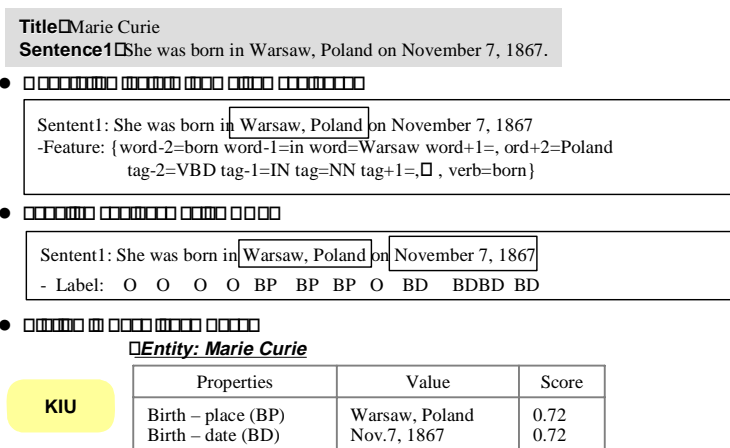 Title□Marie Curie
Sentence1□She was born in Warsaw, Poland on November 7, 1867.
Sentent1: She was born in Warsaw, Poland on November 7, 1867
-Feature: {word-2=born word-1=in word=Warsaw word+1=, ord+2=Poland
tag-2=VBD tag-1=IN tag=NN tag+1=,□ , verb=born}
Sentent1: She was born in Warsaw, Poland on November 7, 1867
- Label: O O O O BP BP BP O BD BDBD BD
□Entity: Marie Curie
Properties Value Score
KIU
Birth – place (BP) Warsaw, Poland 0.72
Birth – date (BD) Nov.7, 1867 0.72